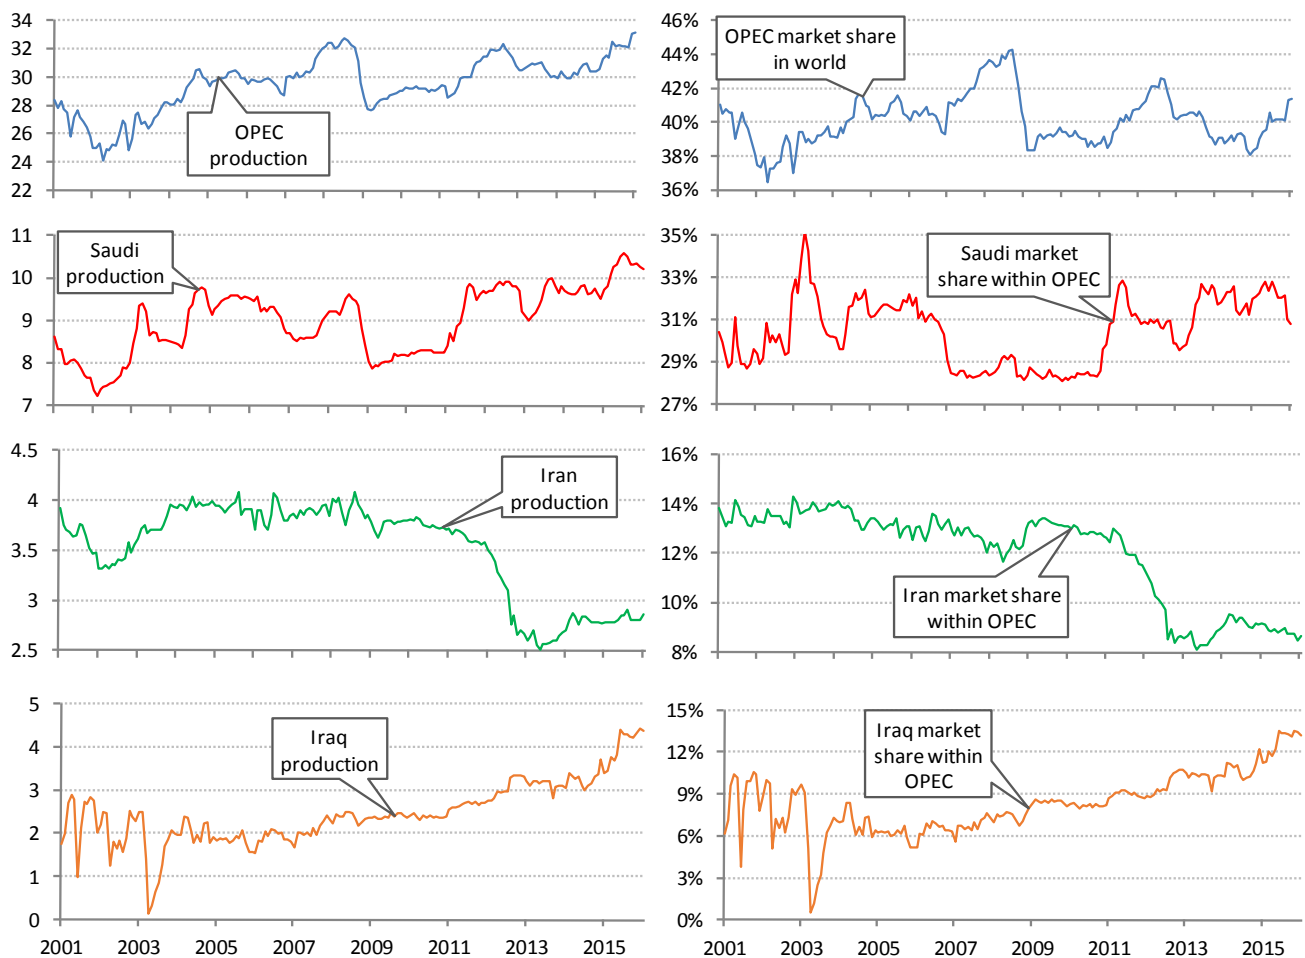 34
32
30
28
26
24
22
OPEC
production
46%
44%
42%
40%
38%
36%
OPEC market share
in world
11
10
9
8
7
Saudi
production
35%
33%
31%
29%
27%
Saudi market
share within OPEC
4.5
4
3.5
3
2.5
Iran
production
16%
14%
12%
10%
8%
Iran market share
within OPEC
5
4
3
2
1
0
Iraq
production
2001 2003 2005 2007 2009 2011 2013 2015
15%
12%
9%
6%
3%
0%
Iraq market
share within
OPEC
2001 2003 2005 2007 2009 2011 2013 2015